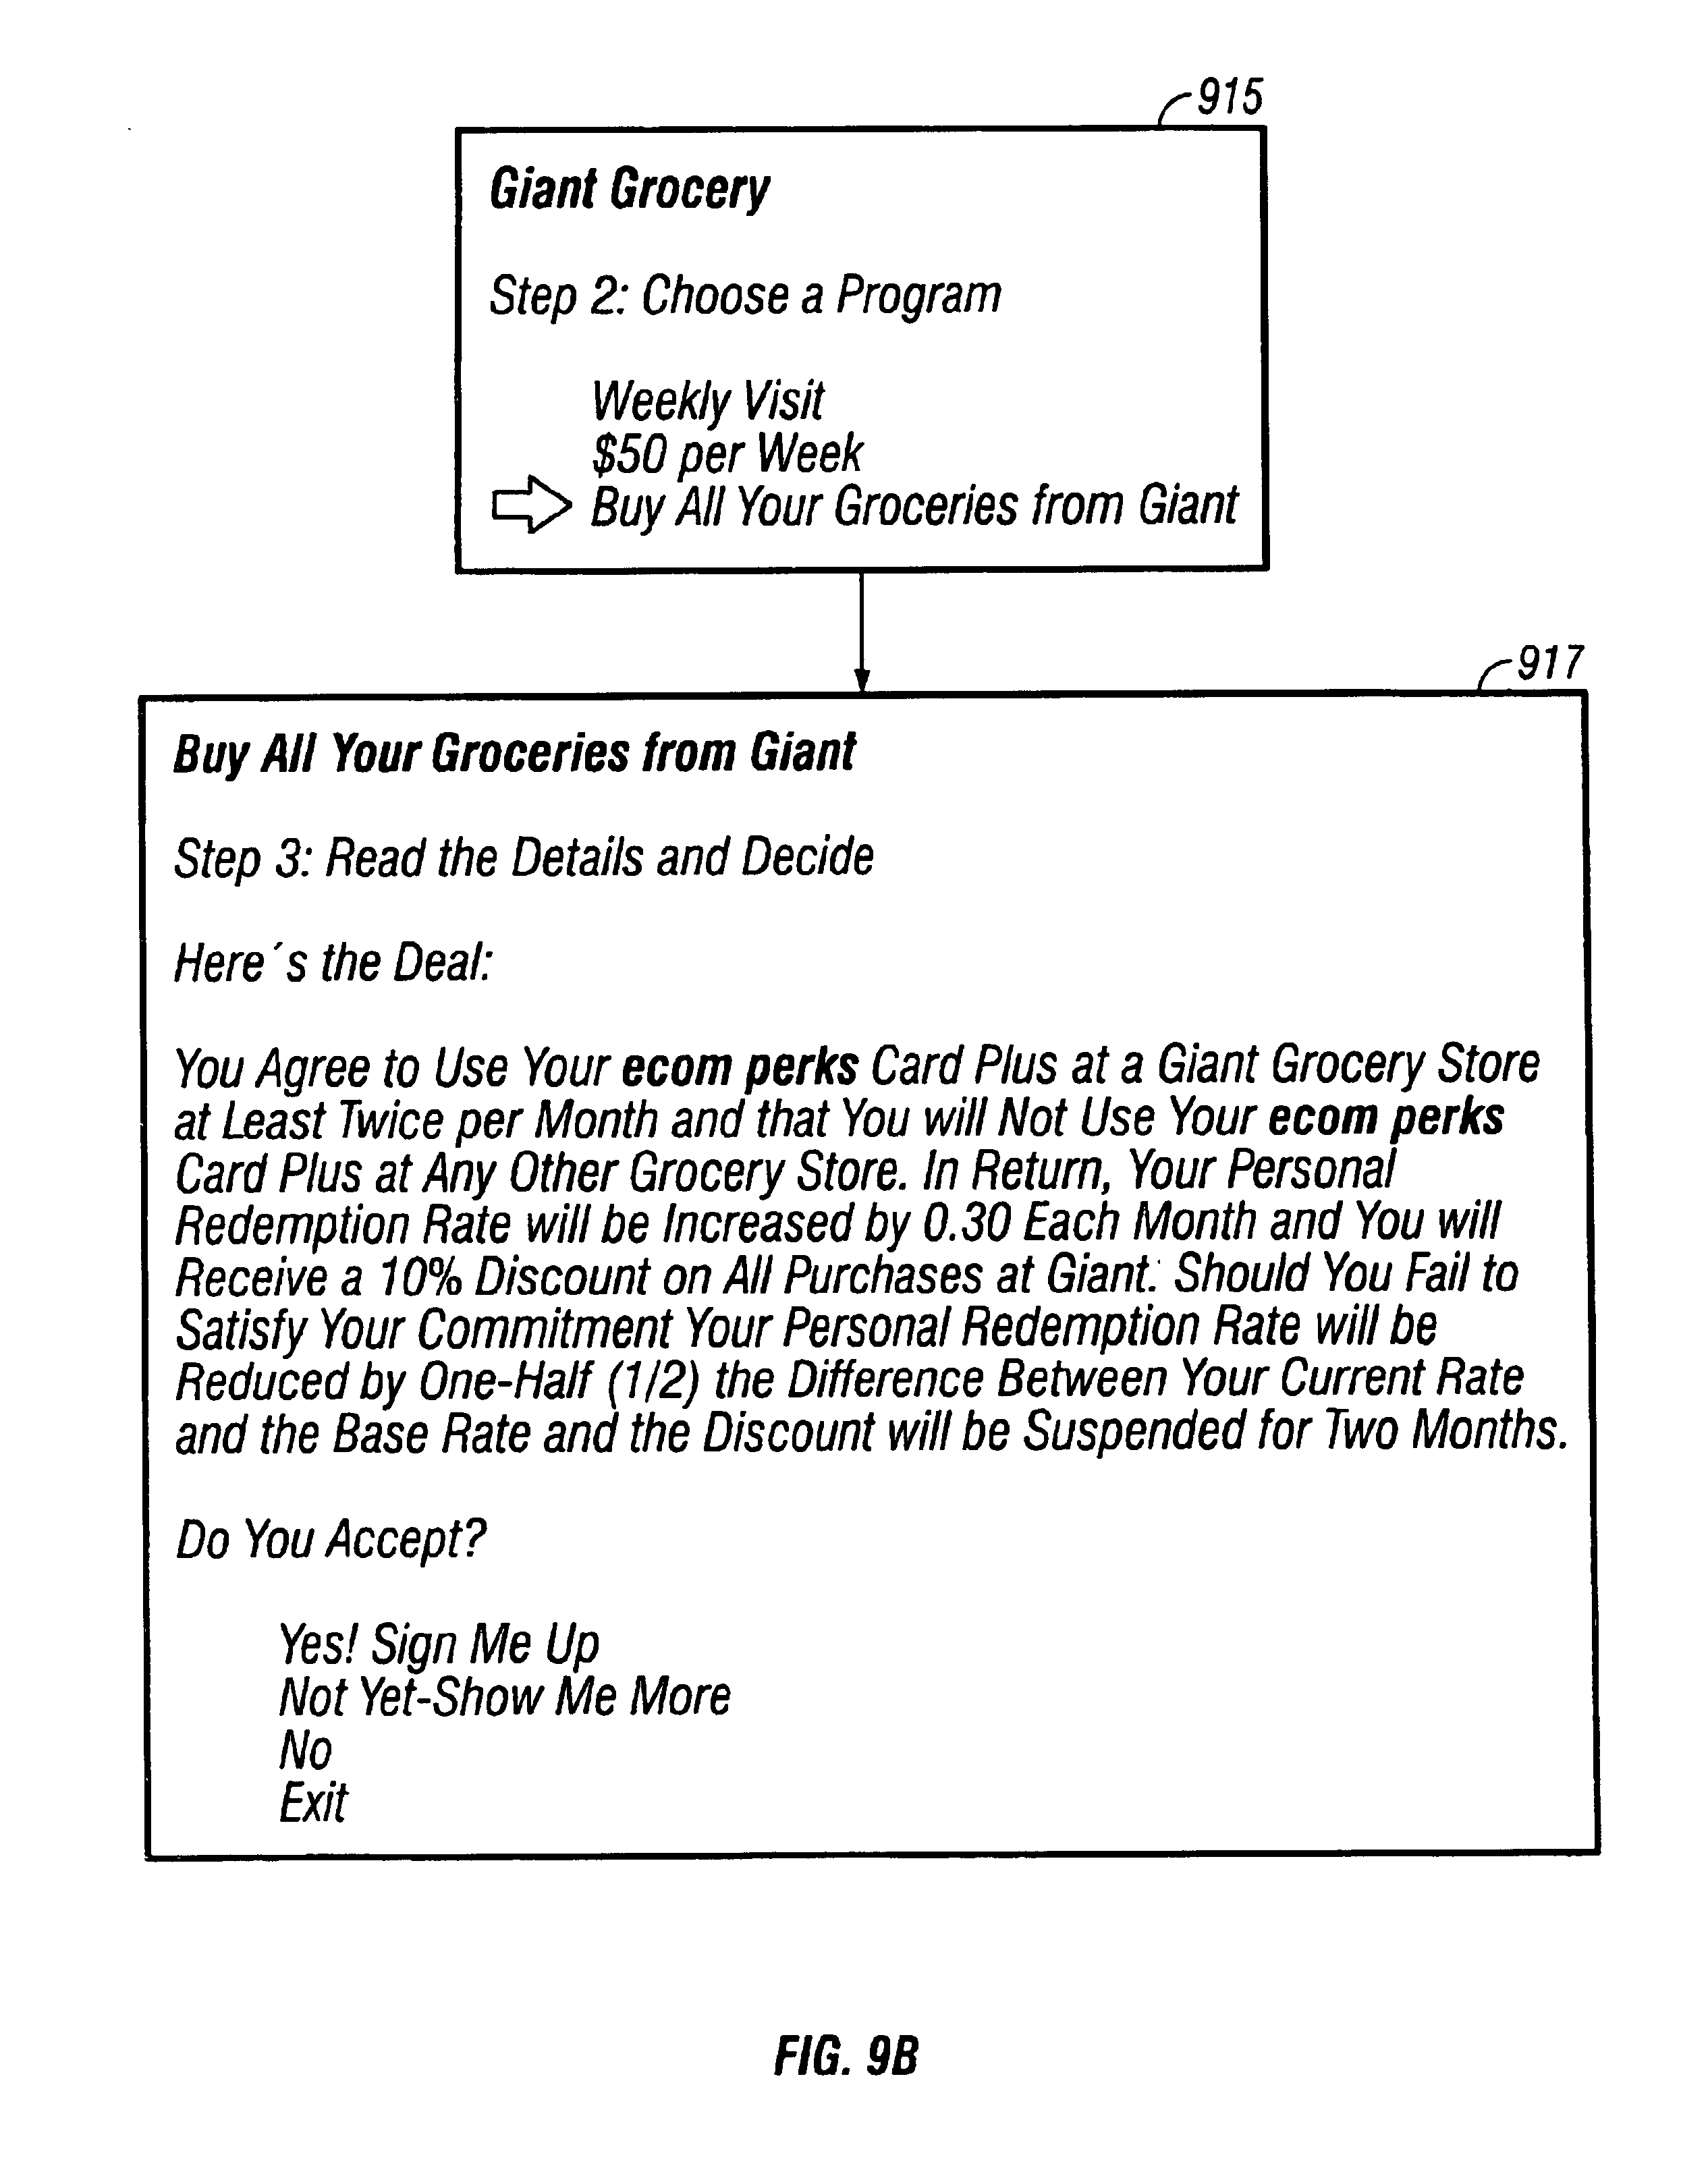 915
Giant Grocery
Step 2: Choose a Program
Weekly Visit
$50 per Week
Buy All Your Groceries from Giant
917
Buy All Your Groceries from Giant
Step 3: Read the Details and Decide
Here´s the Deal:
You Agree to Use Your ecom perks Card Plus at a Giant Grocery Store
at Least Twice per Month and that You will Not Use Your ecom perks
Card Plus at Any Other Grocery Store. In Return, Your Personal
Redemption Rate will be Increased by 0.30 Each Month and You will
Receive a 10% Discount on All Purchases at Giant. Should You Fail to
Satisfy Your Commitment Your Personal Redemption Rate will be
Reduced by One-Half (1/2) the Difference Between Your Current Rate
and the Base Rate and the Discount will be Suspended for Two Months.
Do You Accept?
Yes! Sign Me Up
Not Yet-Show Me More
No
Exit
FIG. 9B